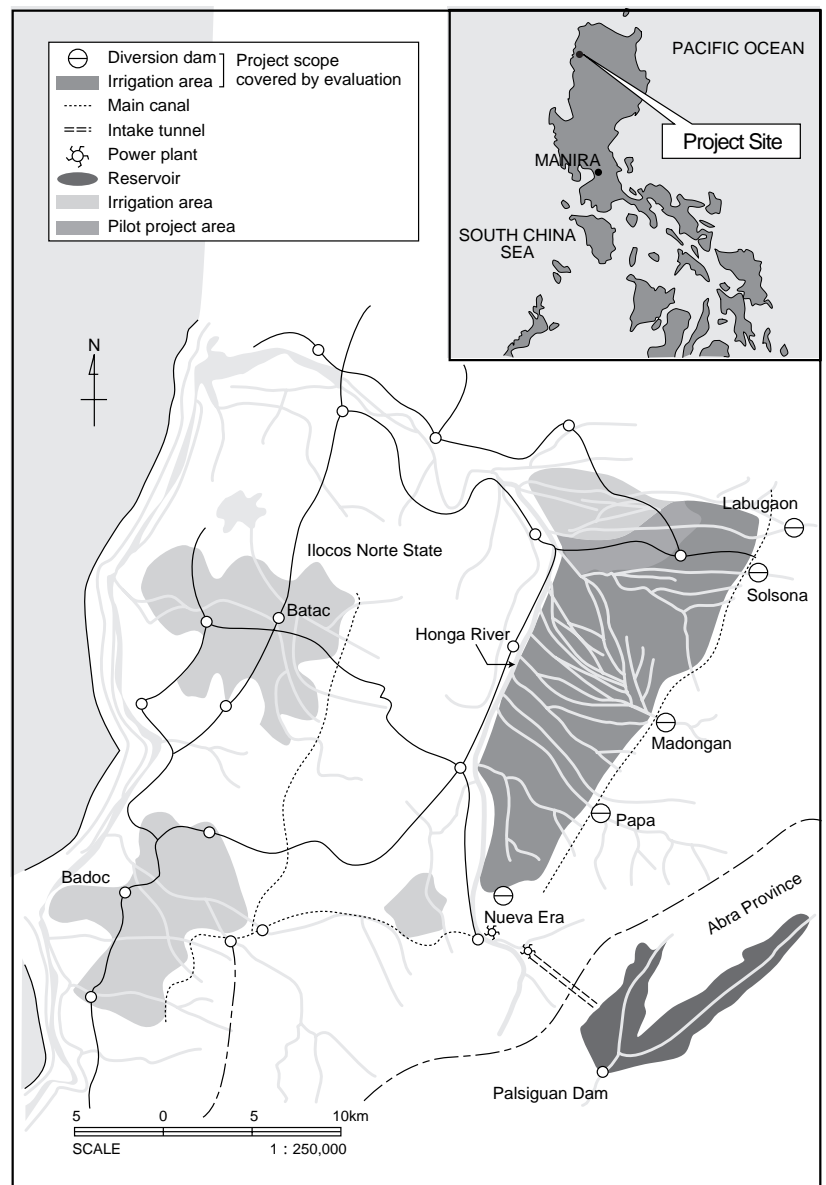 Diversion dam
Irrigation area
Project scope
covered by evaluation
Main canal
Intake tunnel
Power plant
Reservoir
Irrigation area
Pilot project area
PACIFIC OCEAN
Project Site
MANIRA
SOUTH CHINA
SEA
N
Labugaon
Ilocos Norte State
Solsona
Batac
Honga River
Madongan
Papa
Badoc
Nueva Era
Abra Province
Palsiguan Dam
5 0 5 10km
SCALE 1 : 250,000